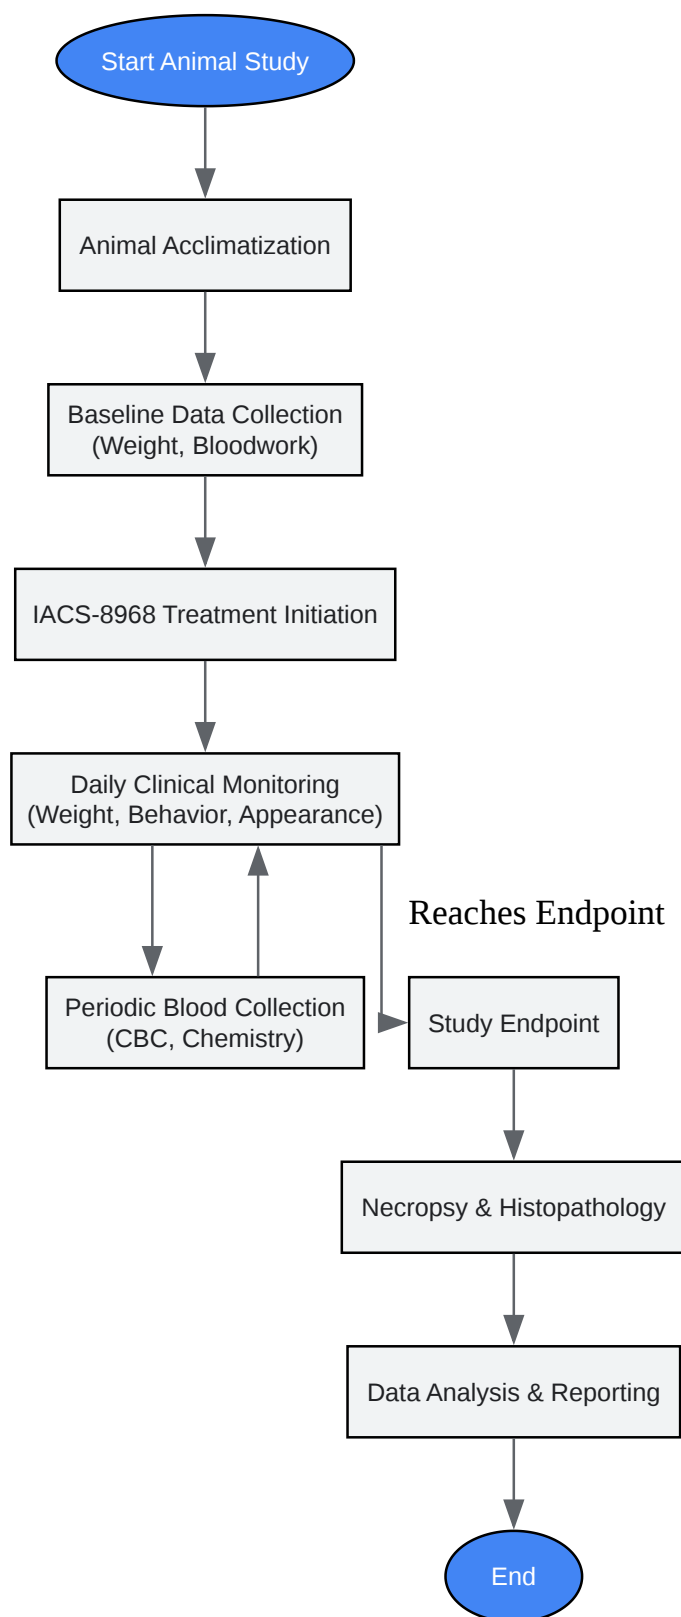 Start Animal Study
Animal Acclimatization
Baseline Data Collection
(Weight, Bloodwork)
IACS-8968 Treatment Initiation
Daily Clinical Monitoring
(Weight, Behavior, Appearance)
Reaches Endpoint
Periodic Blood Collection
(CBC, Chemistry)
Study Endpoint
Necropsy & Histopathology
Data Analysis & Reporting
End